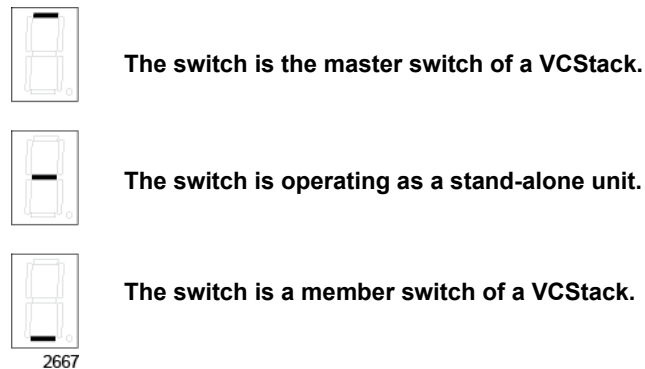 The switch is the master switch of a VCStack.
The switch is operating as a stand-alone unit.
The switch is a member switch of a VCStack.
2667